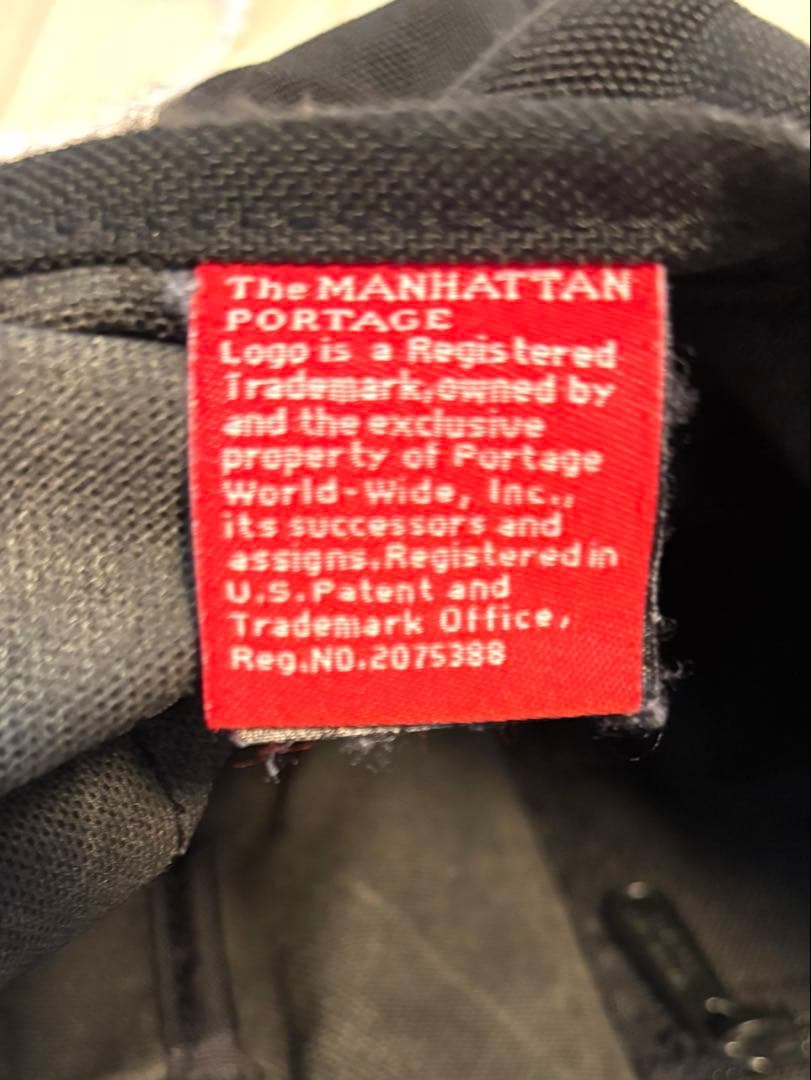 The MANHATTAN
PORTAGE
Logo is a Registered
Trademark,owned by
and the exclusive
property of Portage
World-Wide, Inc.,
its successors and
assigns.Registered in
U.S.Patent and
Trademark Office,
Reg.NO.2075388